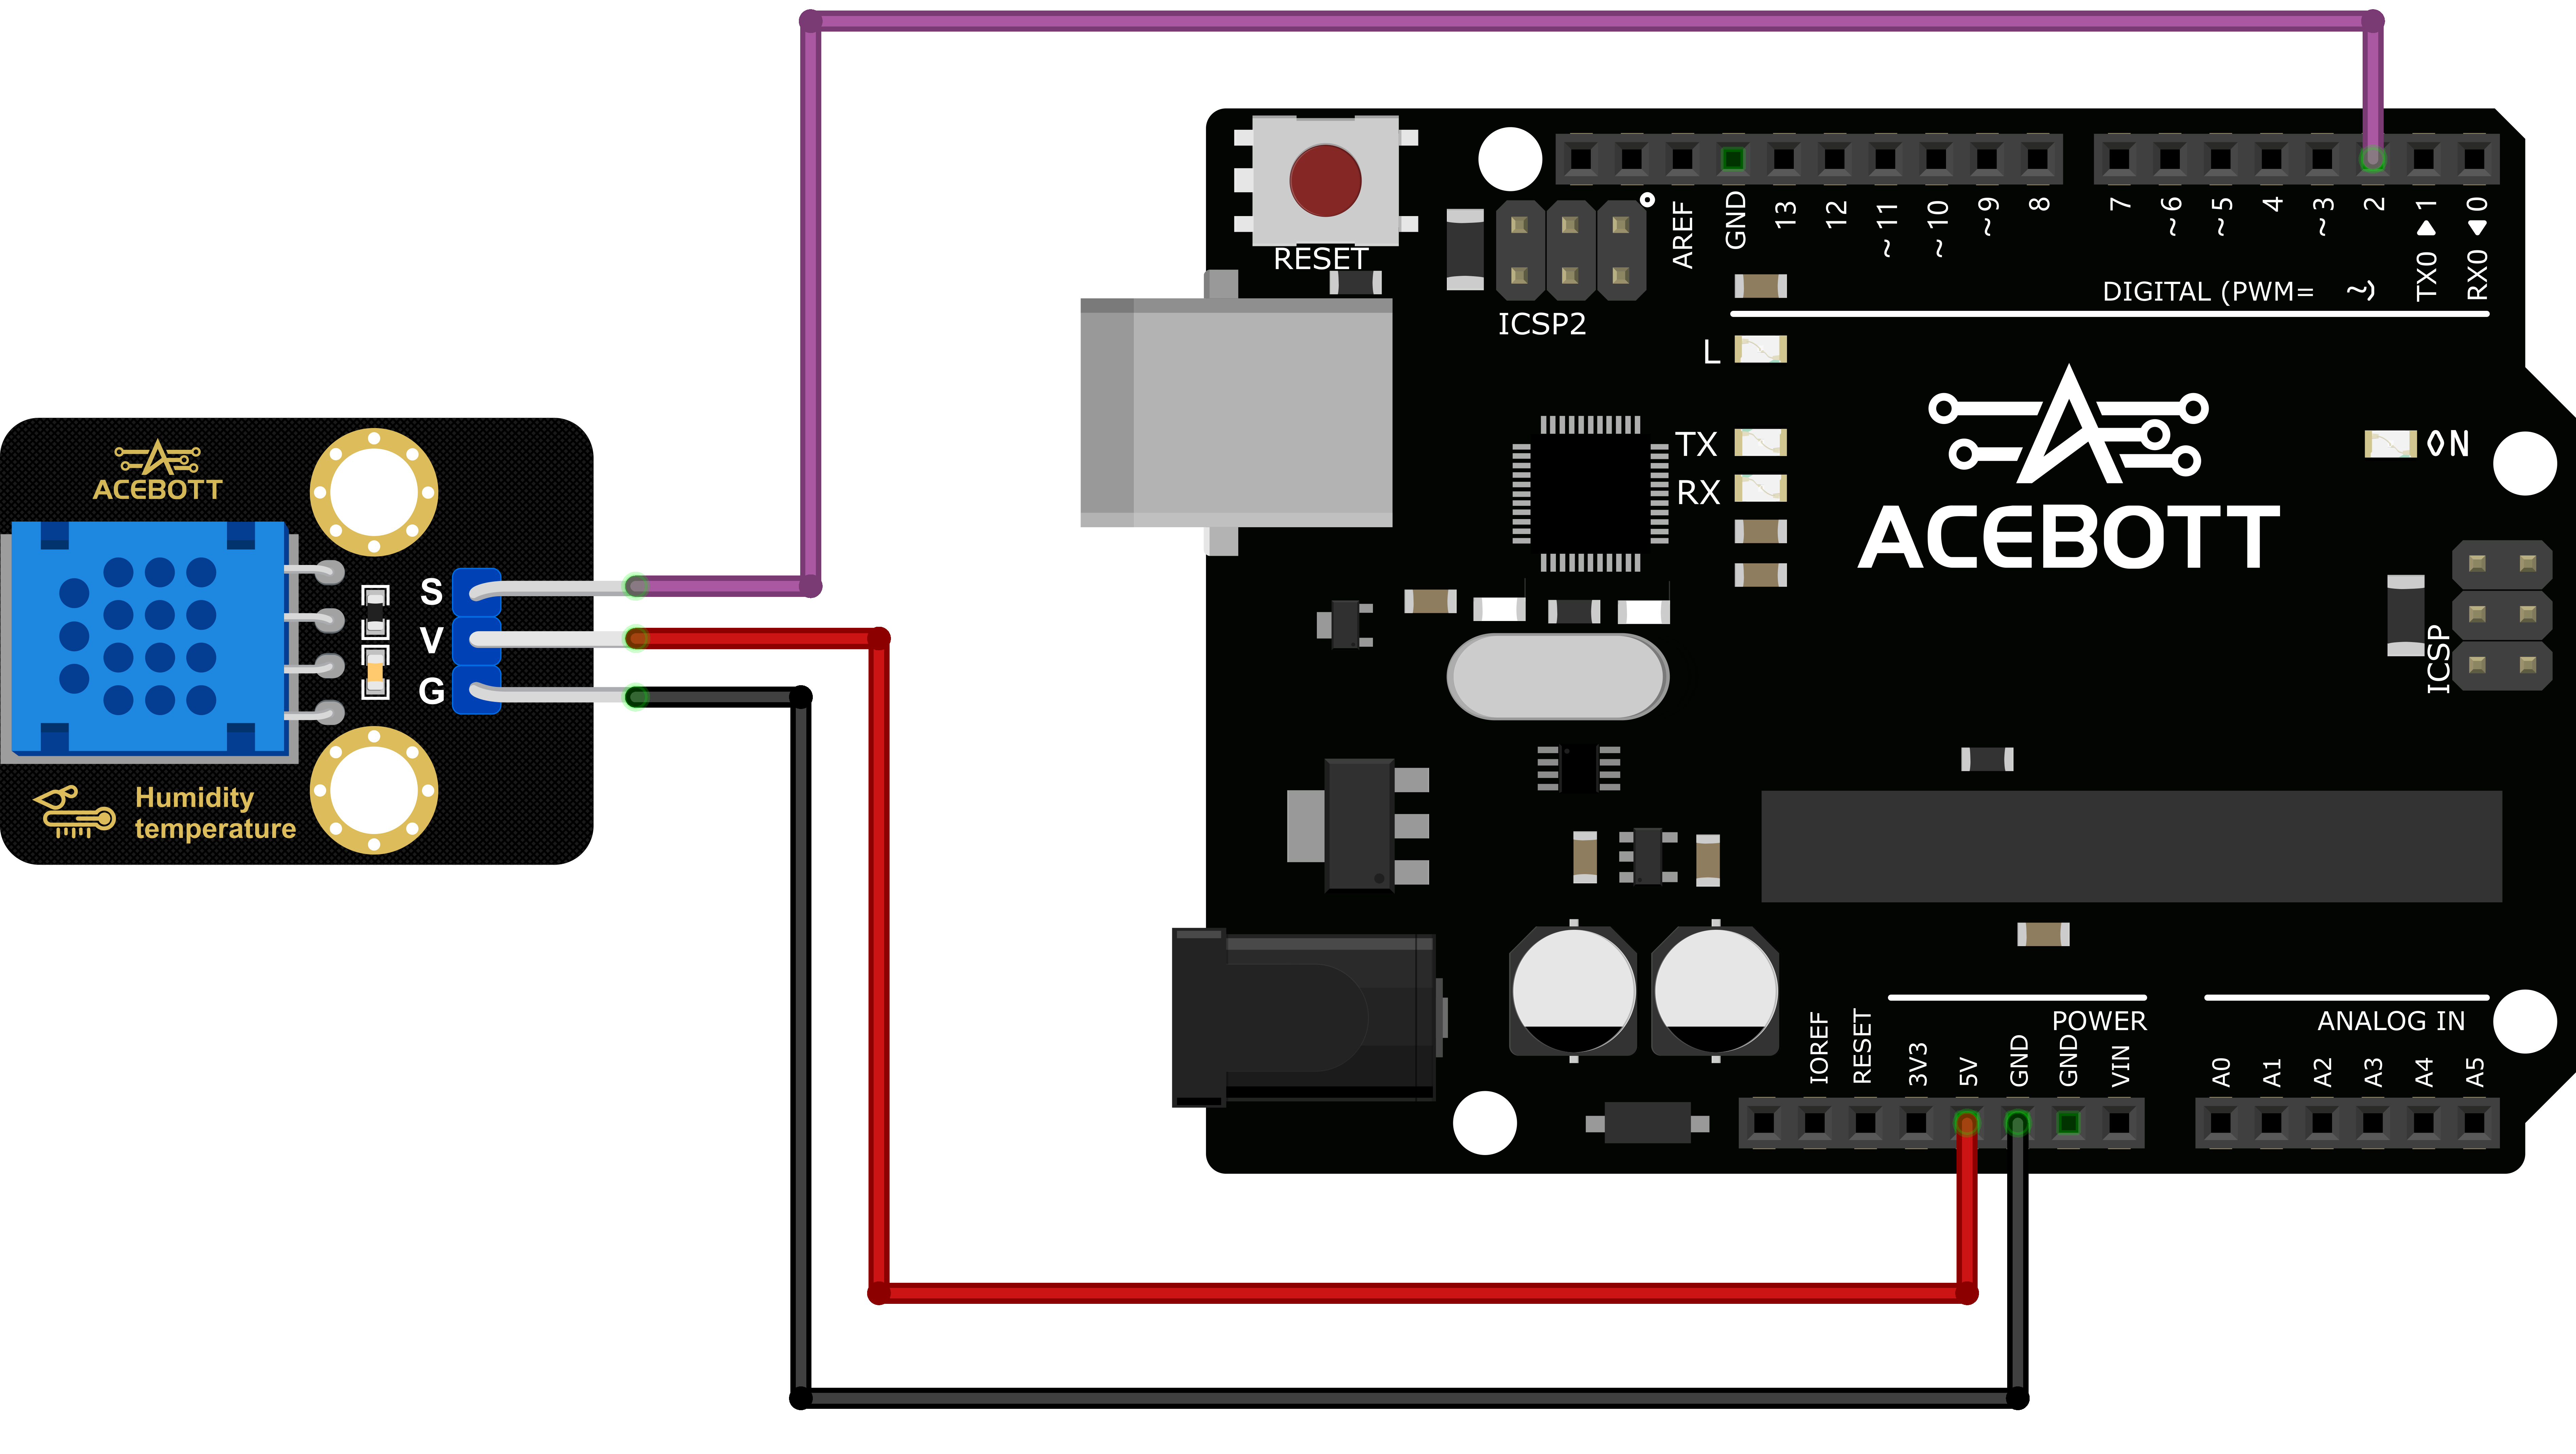 ACEBOTT
S
V
G
Humidity
temperature
RESET
ICSP2
AREF
GND
13
12
~11
~10
~9
8
7
~6
~5
4
~3
2
TX0 ▶ 1
RX0 ◀ 0
DIGITAL (PWM= ~)
L
TX
RX
ON
ACEBOTT
ICSP
POWER
ANALOG IN
IOREF
RESET
3V3
5V
GND
GND
VIN
A0
A1
A2
A3
A4
A5